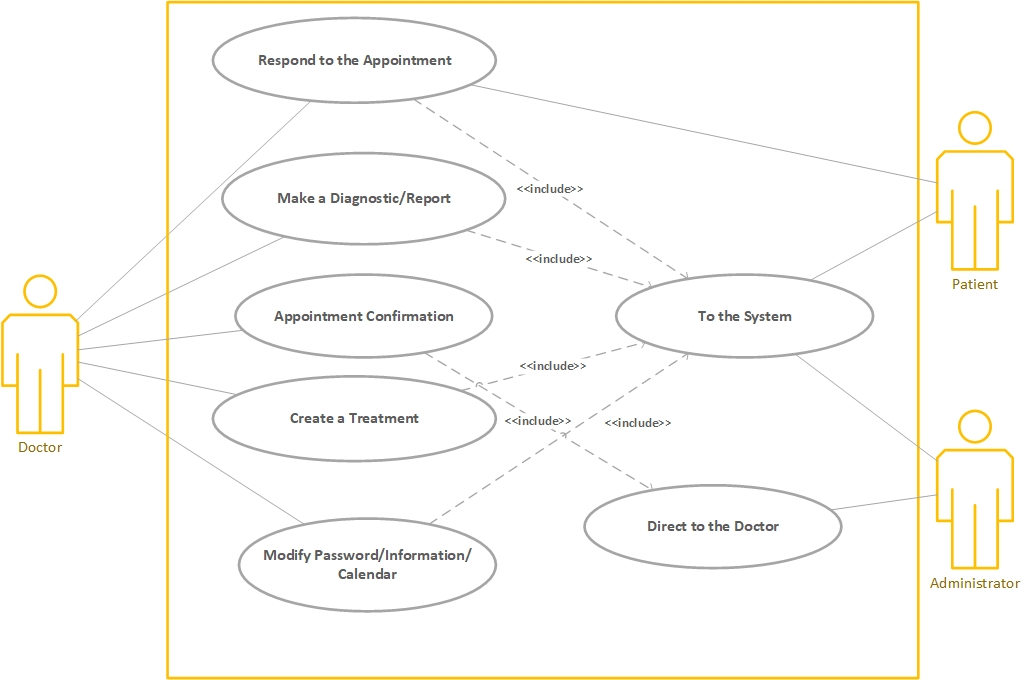 Respond to the Appointment
Make a Diagnostic/Report
<<include>>
<<include>>
Patient
Appointment Confirmation
To the System
<<include>>
Create a Treatment
<<include>>
<<include>>
Doctor
Direct to the Doctor
Modify Password/Information/
Calendar
Administrator